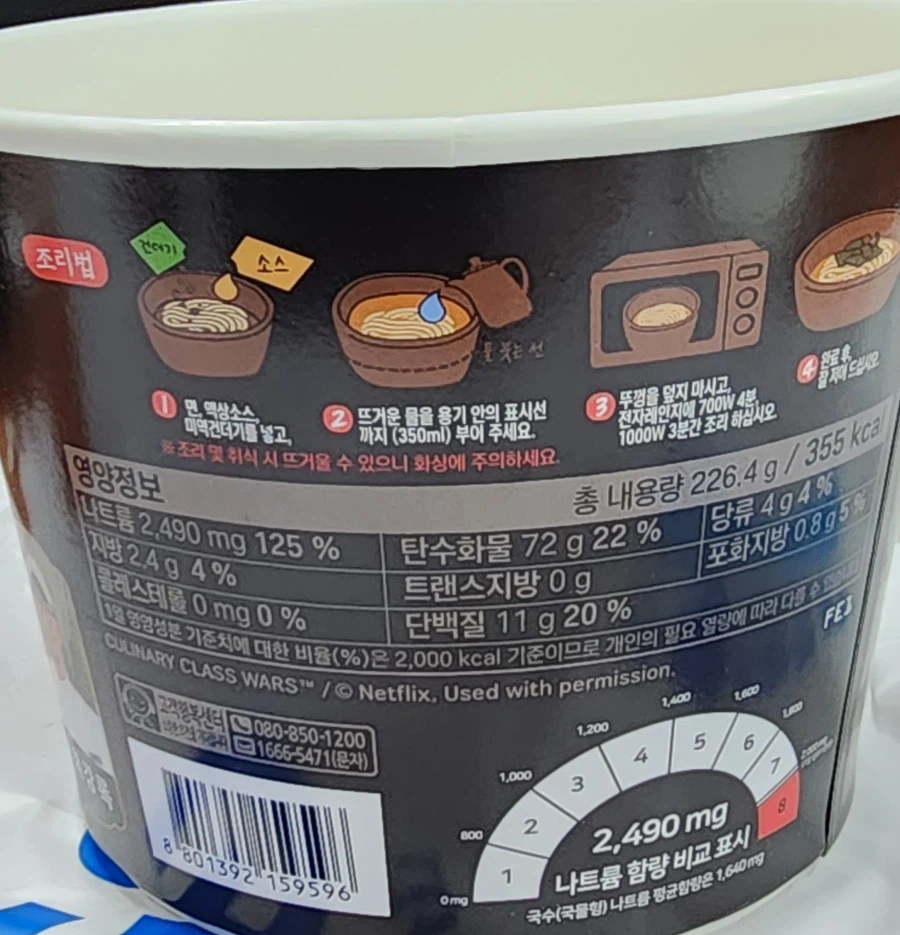 조리법
건더기
소스
물 붓는 선
1 면, 액상소스,
미역건더기를 넣고,
2 뜨거운 물을 용기 안의 표시선
까지 (350ml) 부어 주세요.
3 뚜껑을 덮지 마시고,
전자레인지에 700W 4분
1000W 3분간 조리 하십시오.
4 완료 후,
잘 저어 드십시오.
※ 조리 및 취식 시 뜨거울 수 있으니 화상에 주의하세요.
영양정보
총 내용량 226.4 g / 355 kcal
나트륨 2,490 mg 125 %
탄수화물 72 g 22 %
당류 4 g 4 %
지방 2.4 g 4 %
트랜스지방 0 g
포화지방 0.8 g 5 %
콜레스테롤 0 mg 0 %
단백질 11 g 20 %
1일 영양성분 기준치에 대한 비율(%)은 2,000 kcal 기준이므로 개인의 필요 열량에 따라 다를 수
CULINARY CLASS WARS™ / © Netflix. Used with permission.
고객행복센터
080-850-1200
1666-5471(문자)
8 801392 159596
0 mg
800
1,000
1,200
1,400
1,600
1,800
1
2
3
4
5
6
7
8
2,490 mg
나트륨 함량 비교 표시
국수(국물형) 나트륨 평균함량은 1,640 mg